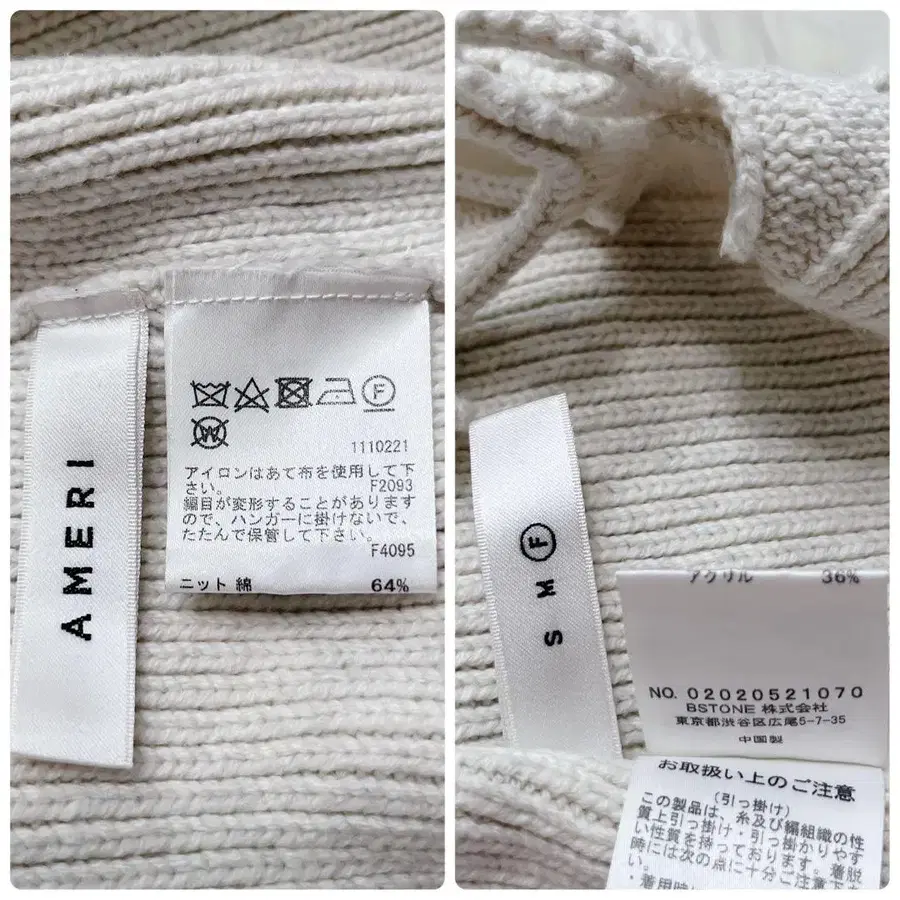 AMERI
F
W
1110221
アイロンはあて布を使用して下
さい。 F2093
編目が変形することがあります
ので、ハンガーに掛けないで、
たたんで保管して下さい。
F4095
ニット 綿 64%
S M F
アクリル 36%
NO. 02020521070
BSTONE 株式会社
東京都渋谷区広尾5-7-35
中国製
お取扱い上のご注意
(引っ掛け)
この製品は、糸及び編組織の性
質上引っ掛け・引っ掛かりやす
い性質を持っております。着脱
時には次の点に十分ご注意下
・着用時